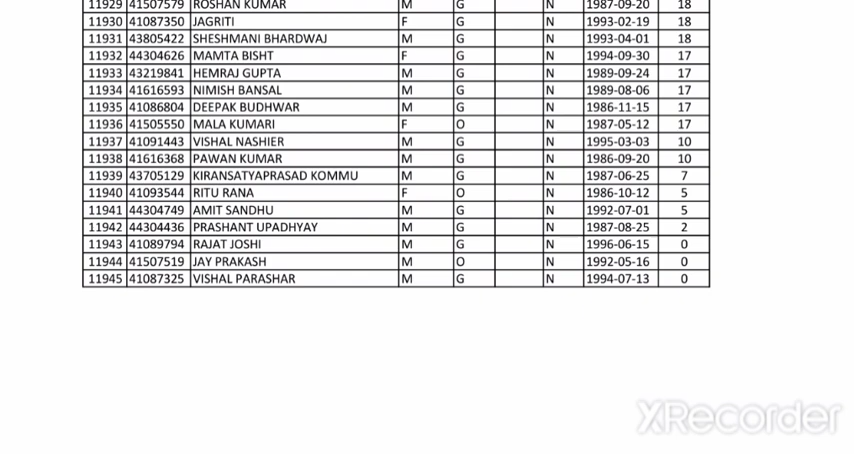 11929 41507579 ROSHAN KUMAR M G N 1987-09-20 18
11930 41087350 JAGRITI F G N 1993-02-19 18
11931 43805422 SHESHMANI BHARDWAJ M G N 1993-04-01 18
11932 44304626 MAMTA BISHT F G N 1994-09-30 17
11933 43219841 HEMRAJ GUPTA M G N 1989-09-24 17
11934 41616593 NIMISH BANSAL M G N 1989-08-06 17
11935 41086804 DEEPAK BUDHWAR M G N 1986-11-15 17
11936 41505550 MALA KUMARI F O N 1987-05-12 17
11937 41091443 VISHAL NASHIER M G N 1995-03-03 10
11938 41616368 PAWAN KUMAR M G N 1986-09-20 10
11939 43705129 KIRANSATYAPRASAD KOMMU M G N 1987-06-25 7
11940 41093544 RITU RANA F O N 1986-10-12 5
11941 44304749 AMIT SANDHU M G N 1992-07-01 5
11942 44304436 PRASHANT UPADHYAY M G N 1987-08-25 2
11943 41089794 RAJAT JOSHI M G N 1996-06-15 0
11944 41507519 JAY PRAKASH M O N 1992-05-16 0
11945 41087325 VISHAL PARASHAR M G N 1994-07-13 0
XRecorder